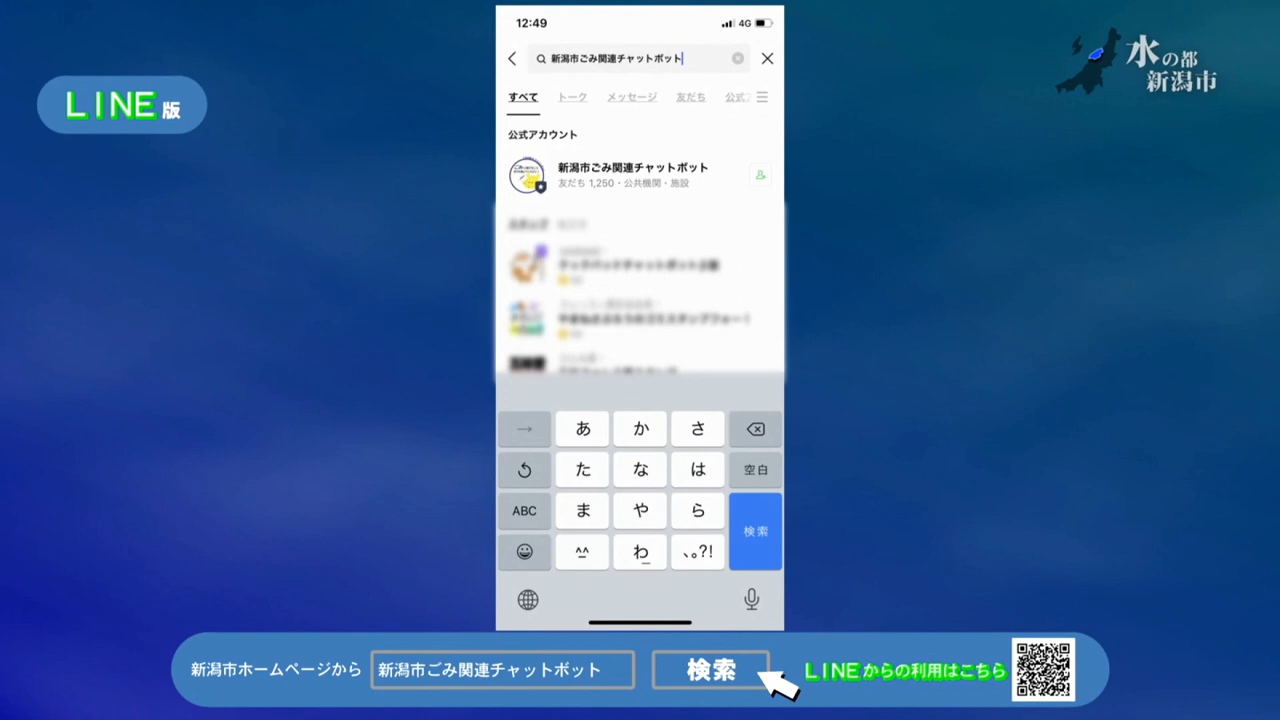 12:49
4G
新潟市ごみ関連チャットボット
すべて
トーク
メッセージ
友だち
公式
公式アカウント
新潟市ごみ関連チャットボット
友だち 1,250・公共機関・施設
LINE版
水の都
新潟市
→
あ
か
さ
た
な
は
空白
ABC
ま
や
ら
検索
^^
わ
、。?!
新潟市ホームページから
新潟市ごみ関連チャットボット
検索
LINEからの利用はこちら